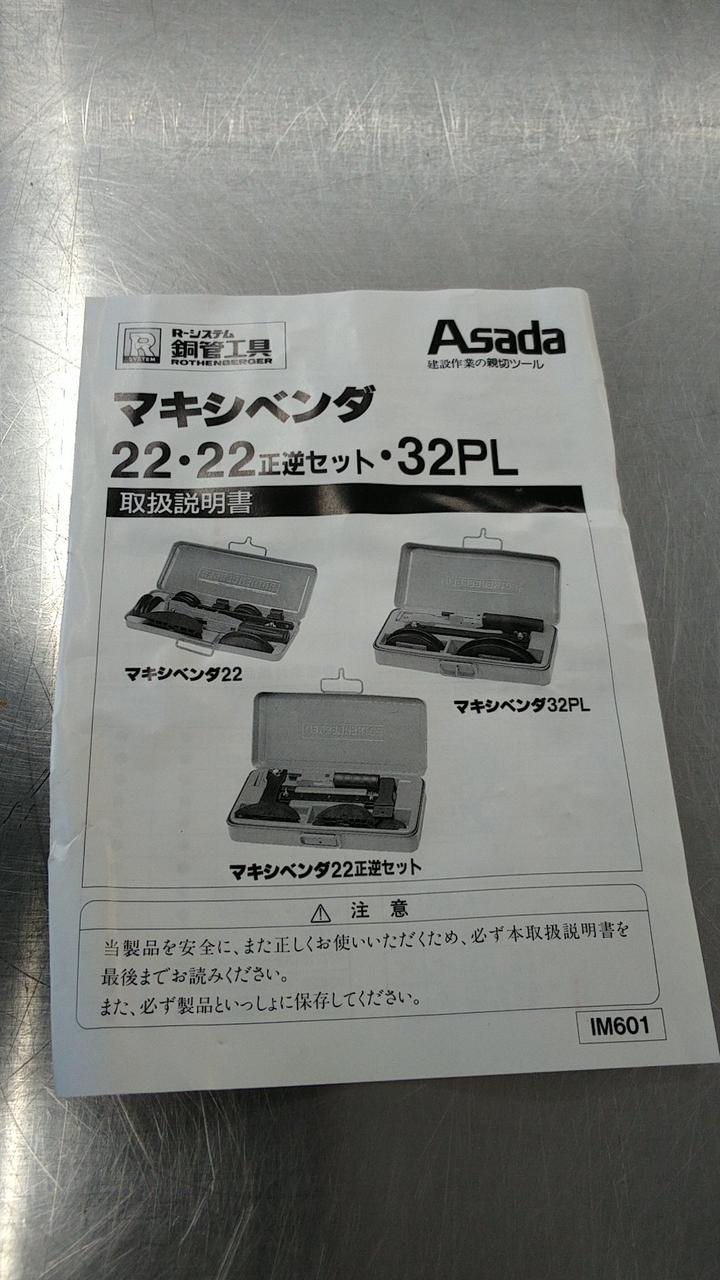 R
SYSTEM
R-システム
銅管工具
ROTHENBERGER
Asada
建設作業の親切ツール
マキシベンダ
22・22正逆セット・32PL
取扱説明書
マキシベンダ22
マキシベンダ32PL
マキシベンダ22正逆セット
⚠ 注 意
当製品を安全に、また正しくお使いいただくため、必ず本取扱説明書を
最後までお読みください。
また、必ず製品といっしょに保存してください。
IM601